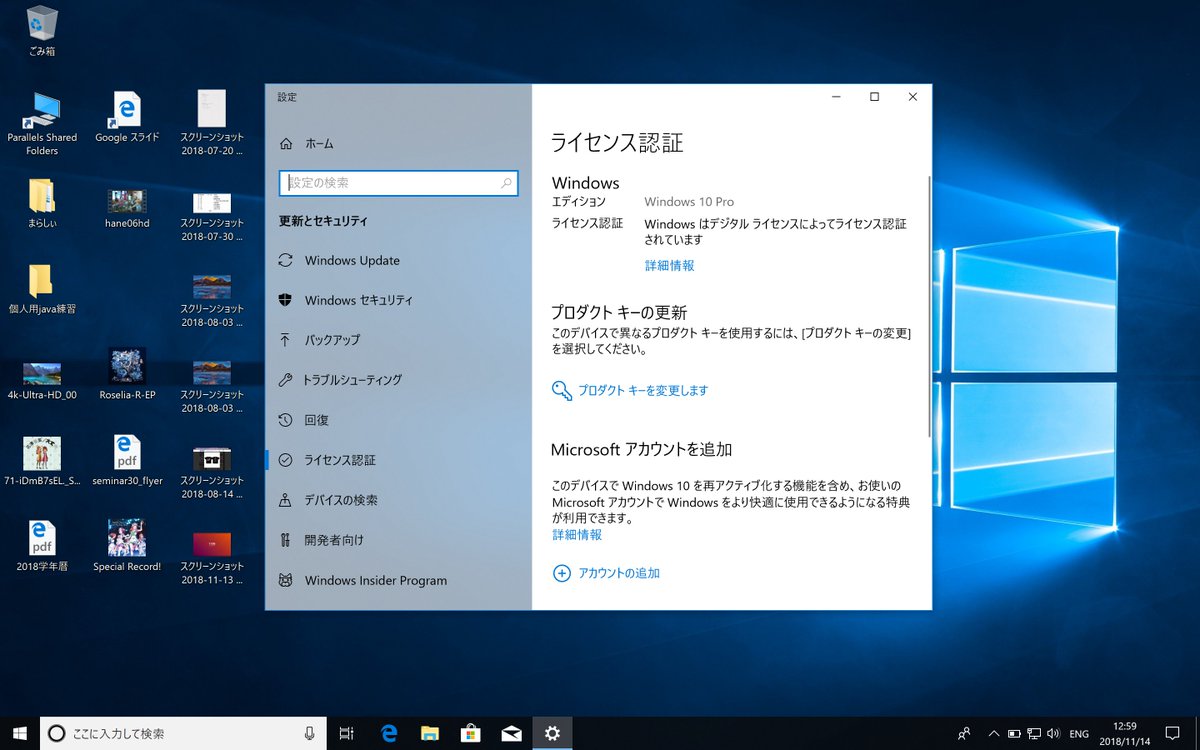 ごみ箱
Parallels Shared
Folders
Google スライド
スクリーンショット
2018-07-20 ...
まらしい
hane06hd
スクリーンショット
2018-07-30 ...
個人用java練習
スクリーンショット
2018-08-03 ...
4k-Ultra-HD_00
Roselia-R-EP
スクリーンショット
2018-08-03 ...
71-iDmB7sEL_S...
pdf
seminar30_flyer
スクリーンショット
2018-08-14 ...
pdf
2018学年暦
Special Record!
スクリーンショット
2018-11-13 ...
設定
ホーム
設定の検索
更新とセキュリティ
Windows Update
Windows セキュリティ
バックアップ
トラブルシューティング
回復
ライセンス認証
デバイスの検索
開発者向け
Windows Insider Program
ライセンス認証
Windows
エディション Windows 10 Pro
ライセンス認証 Windows はデジタル ライセンスによってライセンス認証
されています
詳細情報
プロダクト キーの更新
このデバイスで異なるプロダクト キーを使用するには、[プロダクト キーの変更]
を選択してください。
プロダクト キーを変更します
Microsoft アカウントを追加
このデバイスで Windows 10 を再アクティブ化する機能を含め、お使いの
Microsoft アカウントで Windows をより快適に使用できるようになる特典
が利用できます。
詳細情報
アカウントの追加
ここに入力して検索
ENG
12:59
2018/11/14